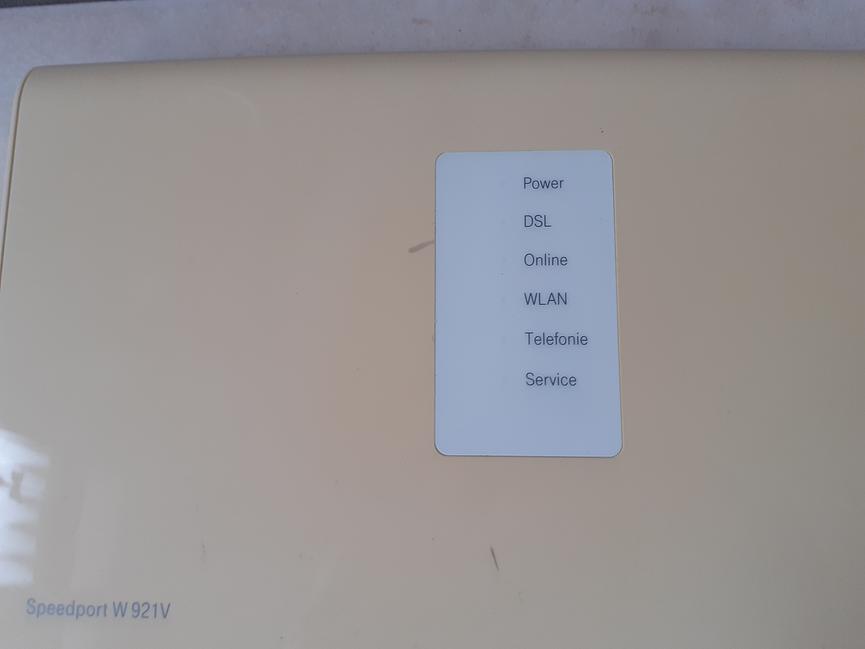 Power
DSL
Online
WLAN
Telefonie
Service
Speedport W 921V